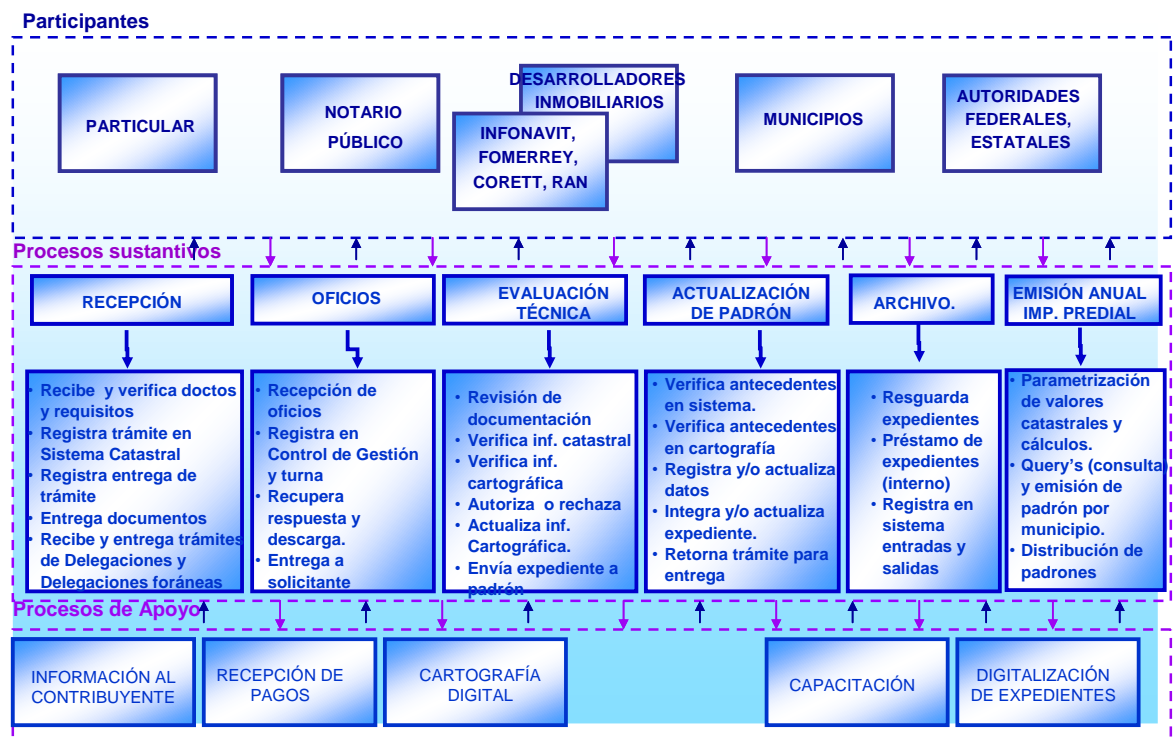 Participantes
PARTICULAR
NOTARIO
PÚBLICO
DESARROLLADORES
INMOBILIARIOS
INFONAVIT,
FOMERREY,
CORETT, RAN
MUNICIPIOS
AUTORIDADES
FEDERALES,
ESTATALES
Procesos sustantivos
RECEPCIÓN
OFICIOS
EVALUACIÓN
TÉCNICA
ACTUALIZACIÓN
DE PADRÓN
ARCHIVO.
EMISIÓN ANUAL
IMP. PREDIAL
• Recibe y verifica doctos
y requisitos
• Registra trámite en
Sistema Catastral
• Registra entrega de
trámite
• Entrega documentos
• Recibe y entrega trámites
de Delegaciones y
Delegaciones foráneas
• Recepción de
oficios
• Registra en
Control de Gestión
y turna
• Recupera
respuesta y
descarga.
• Entrega a
solicitante
• Revisión de
documentación
• Verifica inf. catastral
• Verifica inf.
cartográfica
• Autoriza o rechaza
• Actualiza inf.
Cartográfica.
• Envía expediente a
padrón
• Verifica antecedentes
en sistema.
• Verifica antecedentes
en cartografía
• Registra y/o actualiza
datos
• Integra y/o actualiza
expediente.
• Retorna trámite para
entrega
• Resguarda
expedientes
• Préstamo de
expedientes
(interno)
• Registra en
sistema
entradas y
salidas
• Parametrización
de valores
catastrales y
cálculos.
• Query's (consulta)
y emisión de
padrón por
municipio.
• Distribución de
padrones
Procesos de Apoyo
INFORMACIÓN AL
CONTRIBUYENTE
RECEPCIÓN DE
PAGOS
CARTOGRAFÍA
DIGITAL
CAPACITACIÓN
DIGITALIZACIÓN
DE EXPEDIENTES